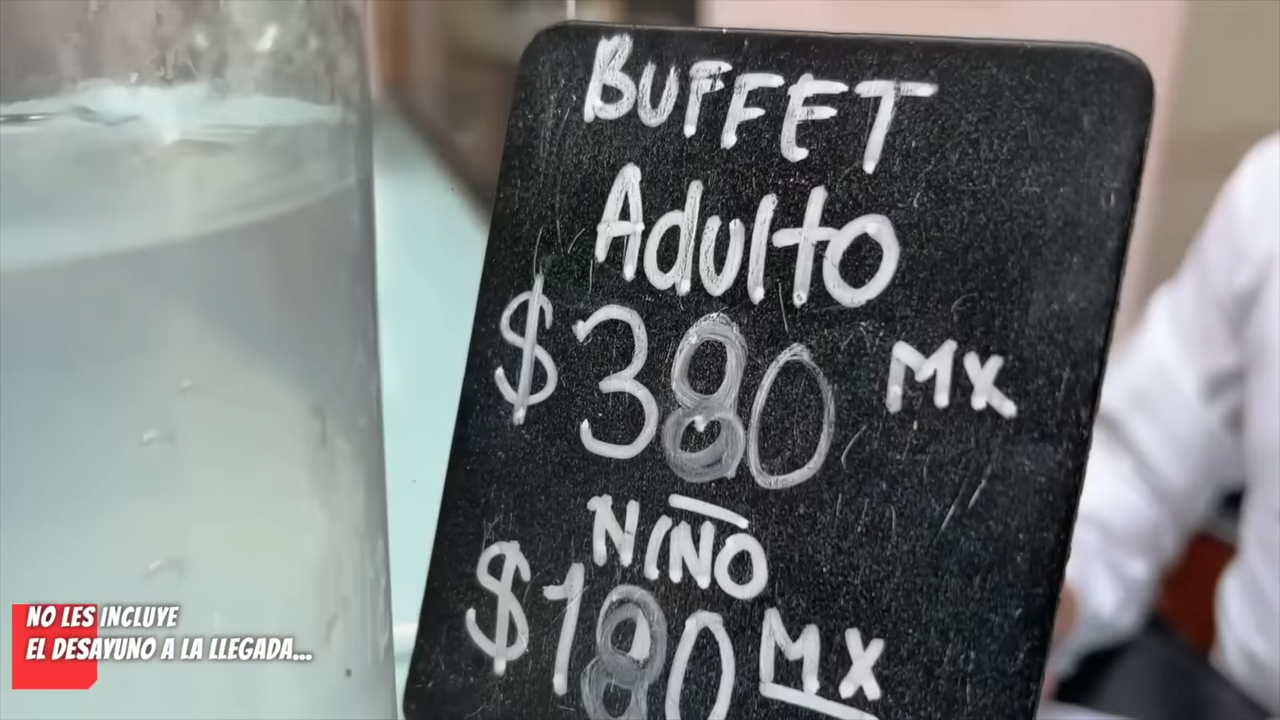 BUFFET
Adulto
$380 MX
NIÑO
$180 MX
NO LES INCLUYE
EL DESAYUNO A LA LLEGADA...